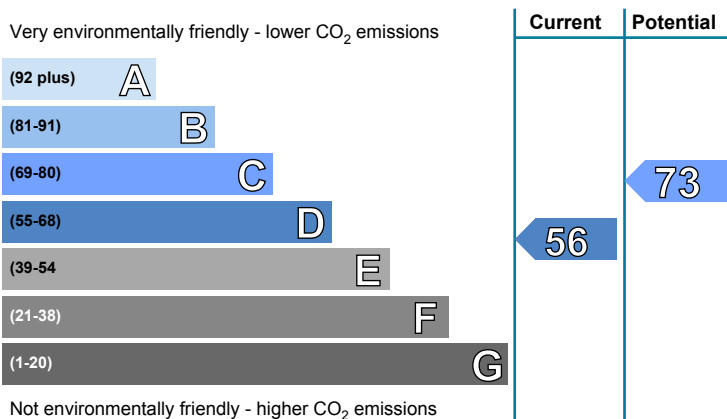 Very environmentally friendly - lower CO₂ emissions
Current
Potential
(92 plus) A
(81-91) B
(69-80) C
73
(55-68) D
56
(39-54 E
(21-38) F
(1-20) G
Not environmentally friendly - higher CO₂ emissions